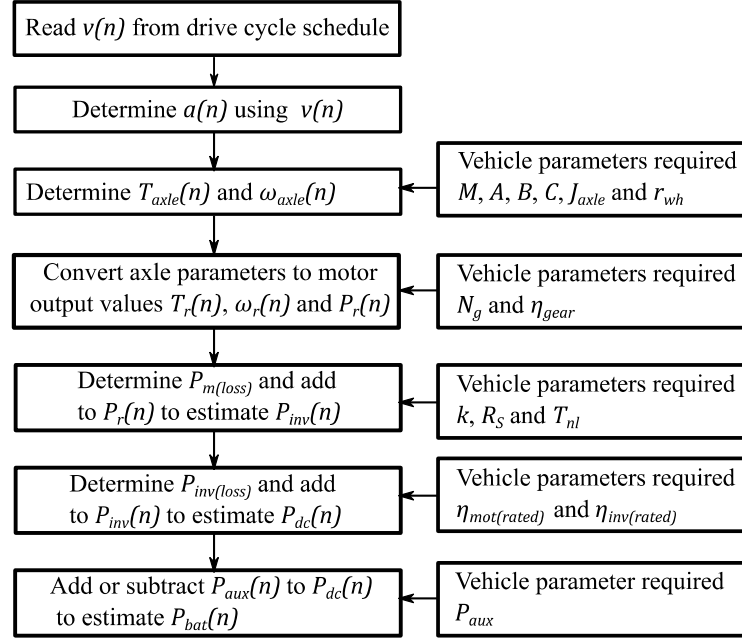 Read v(n) from drive cycle schedule
Determine a(n) using v(n)
Determine T_axle(n) and ω_axle(n)
Vehicle parameters required
M, A, B, C, J_axle and r_wh
Convert axle parameters to motor
output values T_r(n), ω_r(n) and P_r(n)
Vehicle parameters required
N_g and η_gear
Determine P_m(loss) and add
to P_r(n) to estimate P_inv(n)
Vehicle parameters required
k, R_S and T_nl
Determine P_inv(loss) and add
to P_inv(n) to estimate P_dc(n)
Vehicle parameters required
η_mot(rated) and η_inv(rated)
Add or subtract P_aux(n) to P_dc(n)
to estimate P_bat(n)
Vehicle parameter required
P_aux